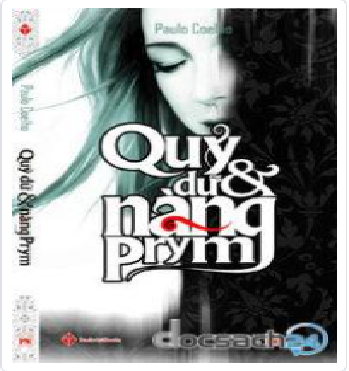 Paulo Coelho
Quỷ
dữ &
nàng
Prym
Paulo Coelho
Quỷ dữ & nàng Prym
docsach24